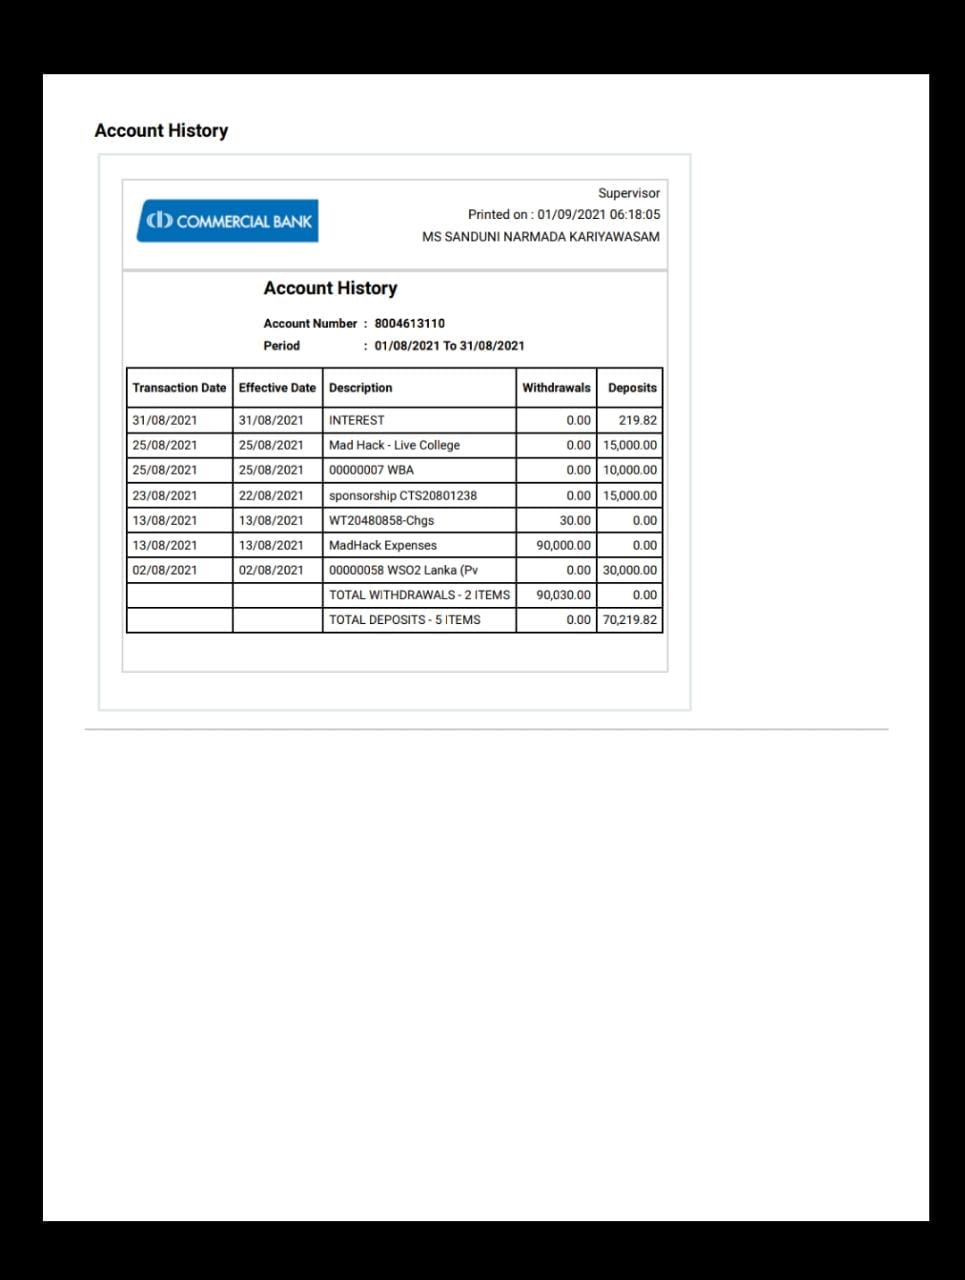 Account History
COMMERCIAL BANK
Supervisor
Printed on : 01/09/2021 06:18:05
MS SANDUNI NARMADA KARIYAWASAM
Account History
Account Number : 8004613110
Period : 01/08/2021 To 31/08/2021
Transaction Date Effective Date Description Withdrawals Deposits
31/08/2021 31/08/2021 INTEREST 0.00 219.82
25/08/2021 25/08/2021 Mad Hack - Live College 0.00 15,000.00
25/08/2021 25/08/2021 00000007 WBA 0.00 10,000.00
23/08/2021 22/08/2021 sponsorship CTS20801238 0.00 15,000.00
13/08/2021 13/08/2021 WT20480858-Chgs 30.00 0.00
13/08/2021 13/08/2021 MadHack Expenses 90,000.00 0.00
02/08/2021 02/08/2021 00000058 WSO2 Lanka (Pv 0.00 30,000.00
TOTAL WITHDRAWALS - 2 ITEMS 90,030.00 0.00
TOTAL DEPOSITS - 5 ITEMS 0.00 70,219.82